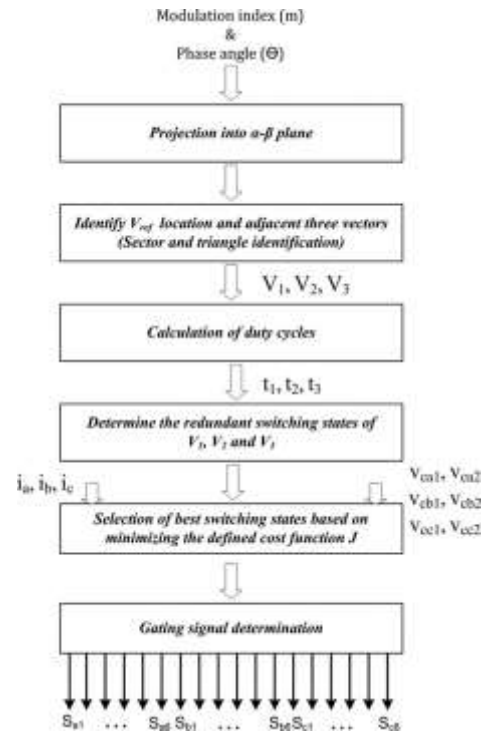 Modulation index (m)
&
Phase angle (Θ)
Projection into α-β plane
Identify Vref location and adjacent three vectors
(Sector and triangle identification)
V1, V2, V3
Calculation of duty cycles
t1, t2, t3
Determine the redundant switching states of
V1, V2 and V3
ia, ib, ic
Vca1, Vca2
Vcb1, Vcb2
Vcc1, Vcc2
Selection of best switching states based on
minimizing the defined cost function J
Gating signal determination
Sa1 ... Sa6 Sb1 ... Sb6 Sc1 ... Sc6